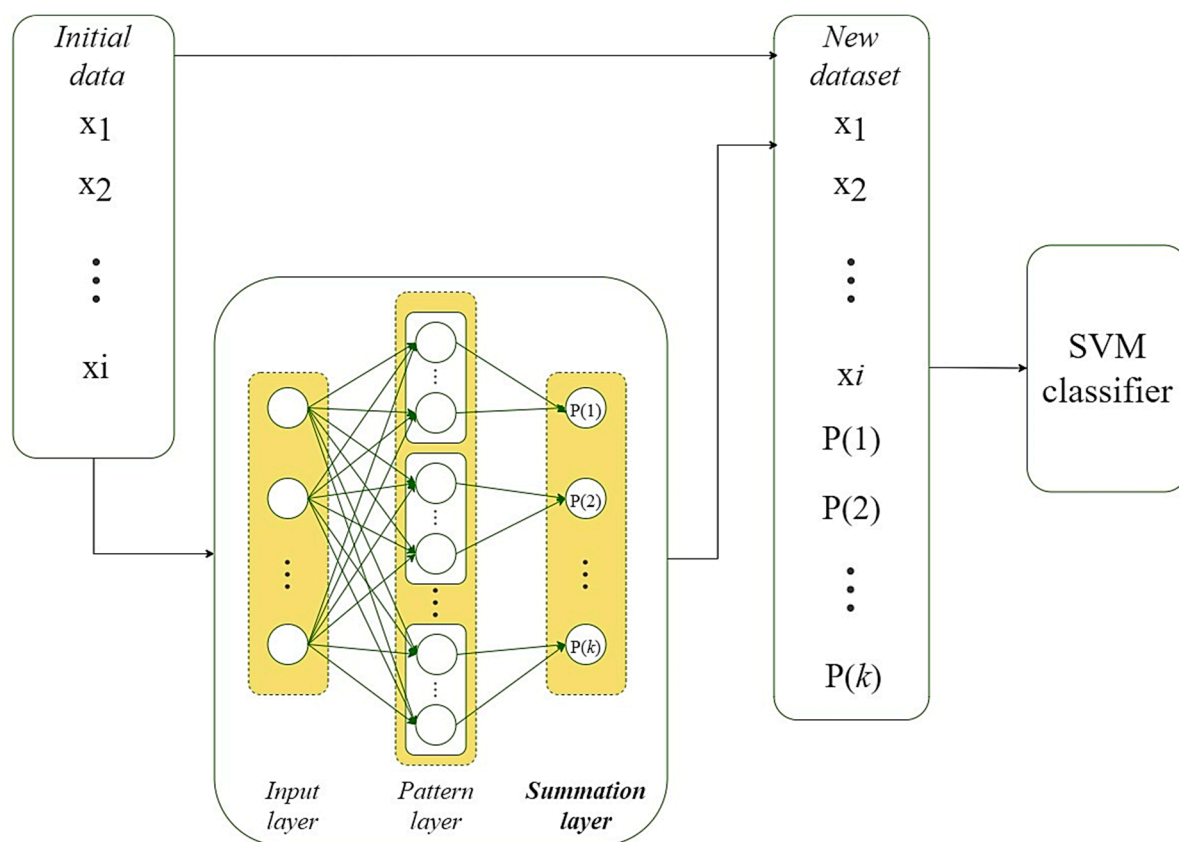 Initial
data
x1
x2
xi
P(1)
P(2)
P(k)
Input
layer
Pattern
layer
Summation
layer
New
dataset
x1
x2
xi
P(1)
P(2)
P(k)
SVM
classifier